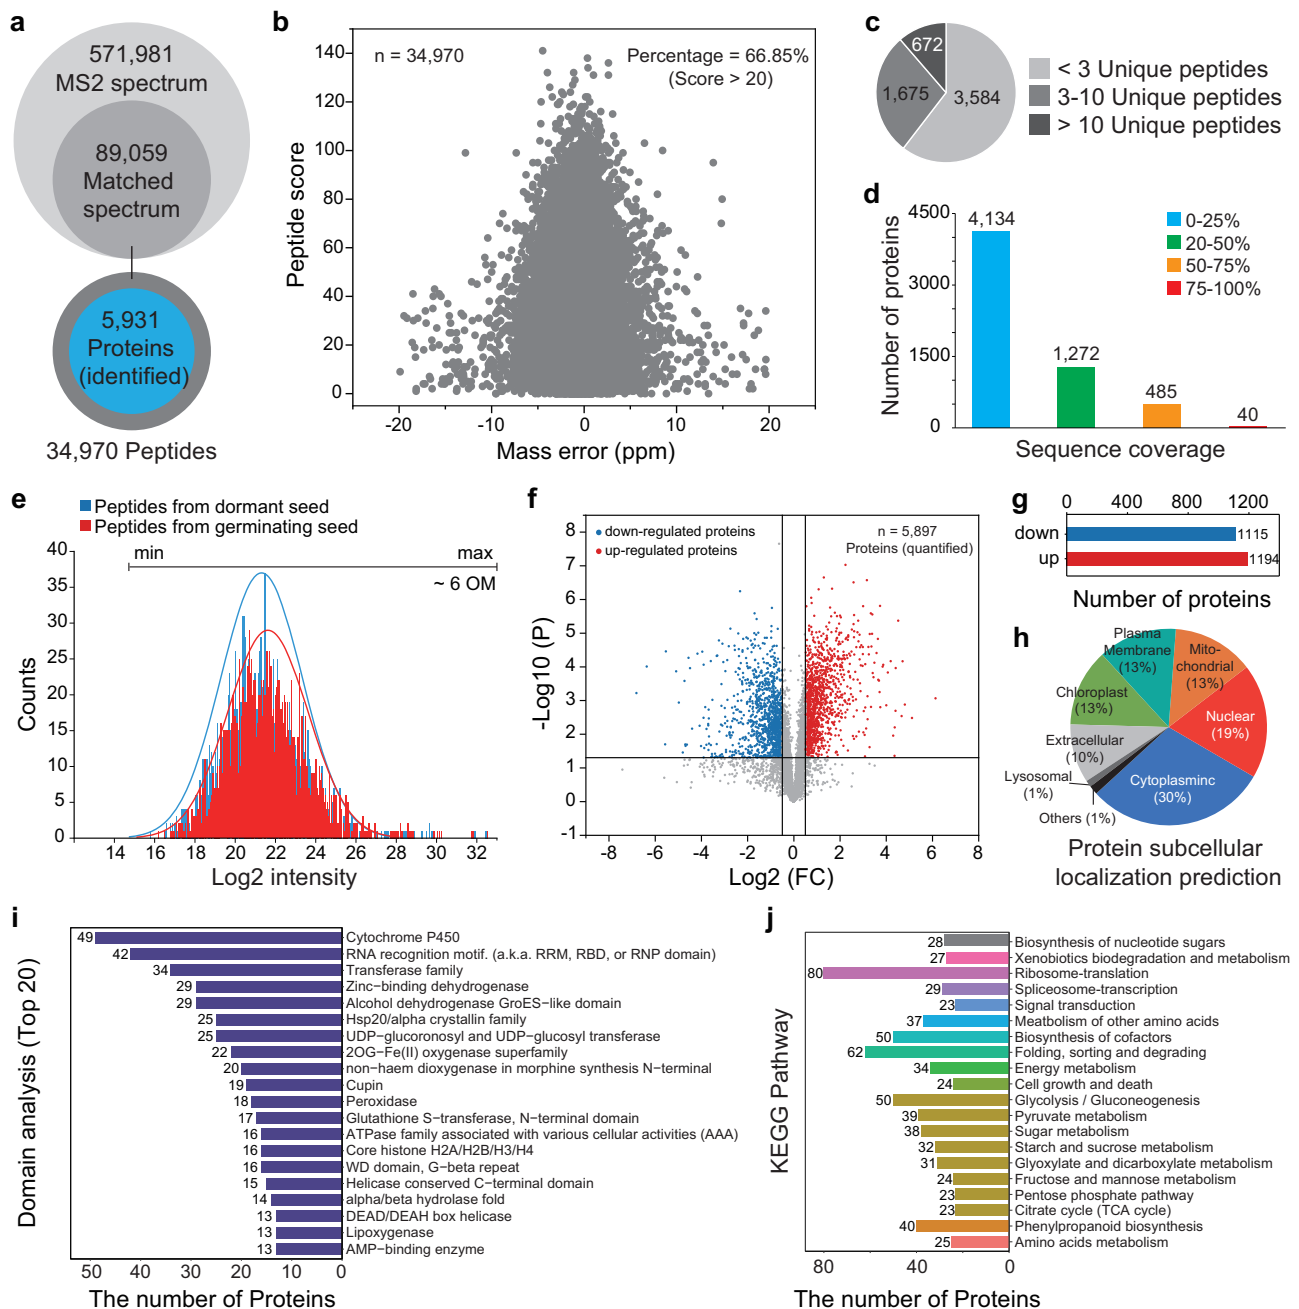 a
571,981
MS2 spectrum
89,059
Matched
spectrum
5,931
Proteins
(identified)
34,970 Peptides
b
n = 34,970
Percentage = 66.85%
(Score > 20)
Peptide score
140
120
100
80
60
40
20
0
-20
-10
0
10
20
Mass error (ppm)
c
672
1,675
3,584
< 3 Unique peptides
3-10 Unique peptides
> 10 Unique peptides
d
Number of proteins
4500
3000
1500
0
4,134
1,272
485
40
0-25%
20-50%
50-75%
75-100%
Sequence coverage
e
Peptides from dormant seed
Peptides from germinating seed
min
max
~ 6 OM
Counts
40
35
30
25
20
15
10
5
0
14
16
18
20
22
24
26
28
30
32
Log2 intensity
f
down-regulated proteins
up-regulated proteins
n = 5,897
Proteins (quantified)
-Log10 (P)
8
7
6
5
4
3
2
1
0
-1
-8
-6
-4
-2
0
2
4
6
8
Log2 (FC)
g
0
400
800
1200
down
1115
up
1194
Number of proteins
h
Plasma
Membrane
(13%)
Mito-
chondrial
(13%)
Chloroplast
(13%)
Nuclear
(19%)
Extracellular
(10%)
Lysosomal
(1%)
Cytoplasminc
(30%)
Others (1%)
Protein subcellular
localization prediction
i
Domain analysis (Top 20)
49 Cytochrome P450
42 RNA recognition motif. (a.k.a. RRM, RBD, or RNP domain)
34 Transferase family
29 Zinc−binding dehydrogenase
29 Alcohol dehydrogenase GroES−like domain
25 Hsp20/alpha crystallin family
25 UDP−glucoronosyl and UDP−glucosyl transferase
22 2OG−Fe(II) oxygenase superfamily
20 non−haem dioxygenase in morphine synthesis N−terminal
19 Cupin
18 Peroxidase
17 Glutathione S−transferase, N−terminal domain
16 ATPase family associated with various cellular activities (AAA)
16 Core histone H2A/H2B/H3/H4
16 WD domain, G−beta repeat
15 Helicase conserved C−terminal domain
14 alpha/beta hydrolase fold
13 DEAD/DEAH box helicase
13 Lipoxygenase
13 AMP−binding enzyme
50
40
30
20
10
0
The number of Proteins
j
KEGG Pathway
28 Biosynthesis of nucleotide sugars
27 Xenobiotics biodegradation and metabolism
80 Ribosome-translation
29 Spliceosome-transcription
23 Signal transduction
37 Meatbolism of other amino acids
50 Biosynthesis of cofactors
62 Folding, sorting and degrading
34 Energy metabolism
24 Cell growth and death
50 Glycolysis / Gluconeogenesis
39 Pyruvate metabolism
38 Sugar metabolism
32 Starch and sucrose metabolism
31 Glyoxylate and dicarboxylate metabolism
24 Fructose and mannose metabolism
23 Pentose phosphate pathway
23 Citrate cycle (TCA cycle)
40 Phenylpropanoid biosynthesis
25 Amino acids metabolism
80
40
0
The number of Proteins